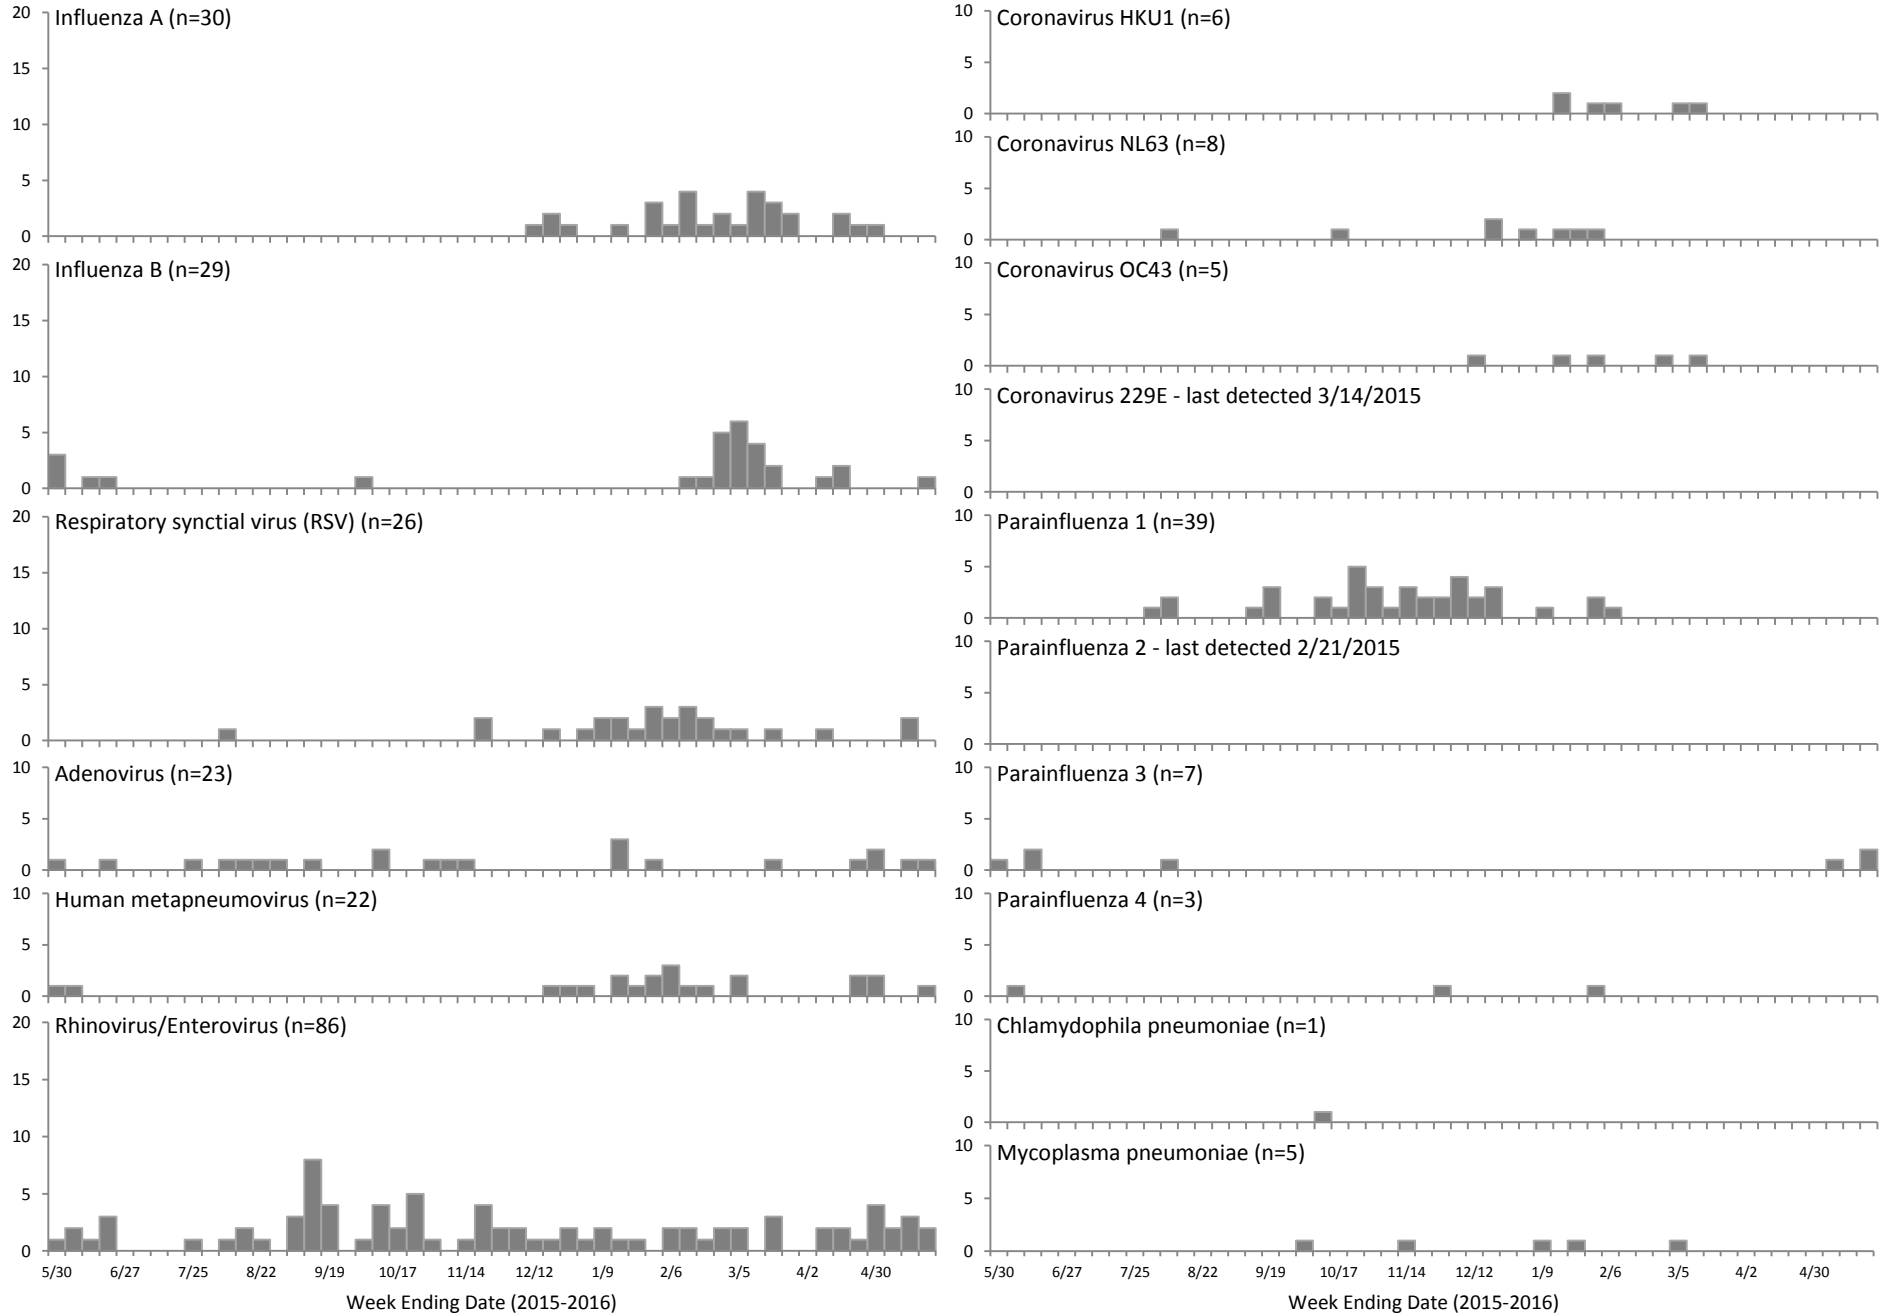 Influenza A (n=30)
20
15
10
5
0
Influenza B (n=29)
20
15
10
5
0
Respiratory synctial virus (RSV) (n=26)
20
15
10
5
0
Adenovirus (n=23)
10
5
0
Human metapneumovirus (n=22)
10
5
0
Rhinovirus/Enterovirus (n=86)
20
15
10
5
0
5/30 6/27 7/25 8/22 9/19 10/17 11/14 12/12 1/9 2/6 3/5 4/2 4/30
Week Ending Date (2015-2016)
Coronavirus HKU1 (n=6)
10
5
0
Coronavirus NL63 (n=8)
10
5
0
Coronavirus OC43 (n=5)
10
5
0
Coronavirus 229E - last detected 3/14/2015
10
5
0
Parainfluenza 1 (n=39)
10
5
0
Parainfluenza 2 - last detected 2/21/2015
10
5
0
Parainfluenza 3 (n=7)
10
5
0
Parainfluenza 4 (n=3)
10
5
0
Chlamydophila pneumoniae (n=1)
10
5
0
Mycoplasma pneumoniae (n=5)
10
5
0
5/30 6/27 7/25 8/22 9/19 10/17 11/14 12/12 1/9 2/6 3/5 4/2 4/30
Week Ending Date (2015-2016)